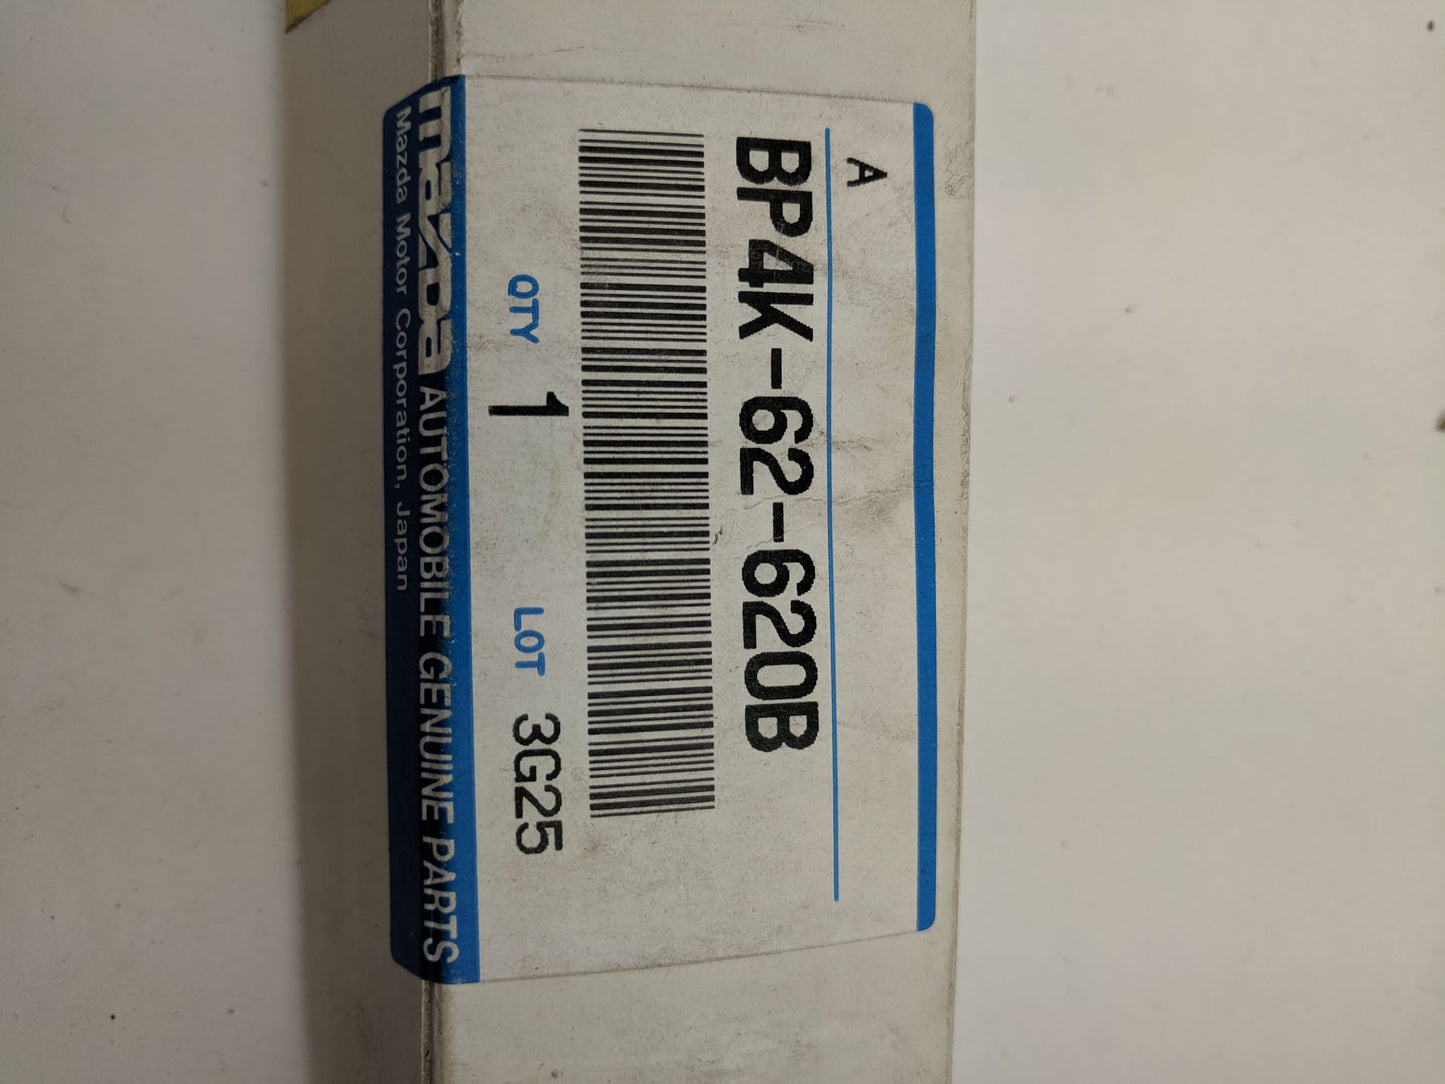 A
BP4K-62-620B
QTY 1 LOT 3G25
mazda AUTOMOBILE GENUINE PARTS
Mazda Motor Corporation, Japan